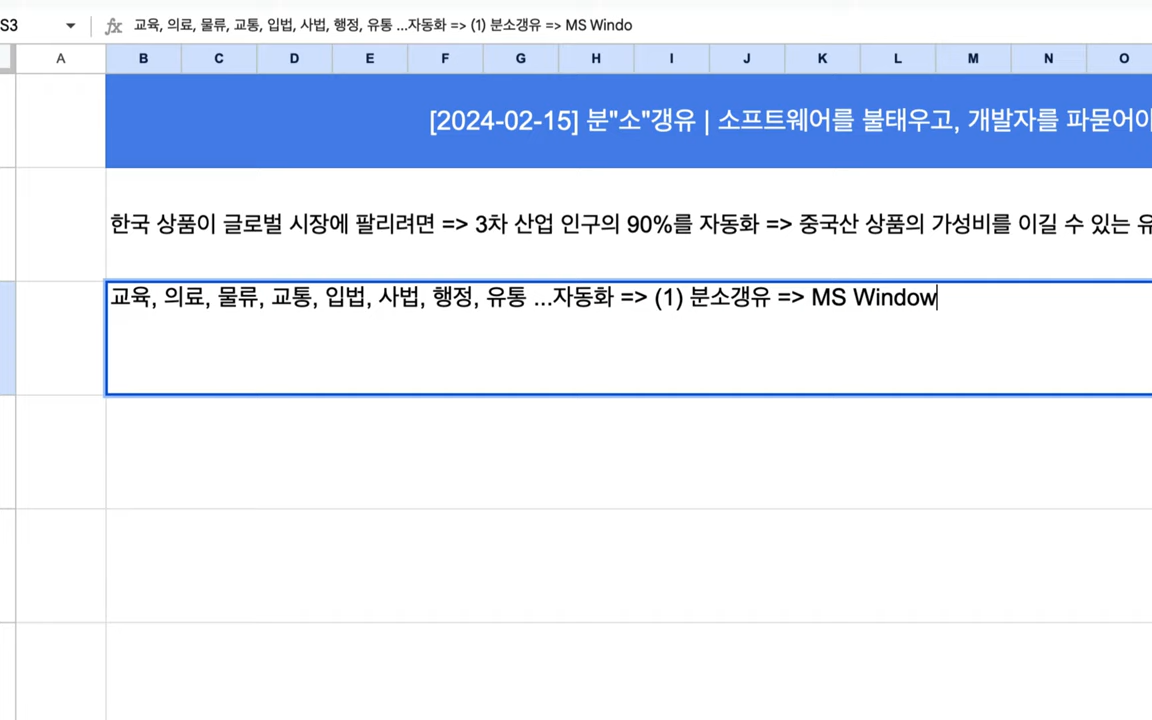 S3 fx 교육, 의료, 물류, 교통, 입법, 사법, 행정, 유통 ...자동화 => (1) 분소갱유 => MS Windo
A B C D E F G H I J K L M N O
[2024-02-15] 분"소"갱유 | 소프트웨어를 불태우고, 개발자를 파묻어야
한국 상품이 글로벌 시장에 팔리려면 => 3차 산업 인구의 90%를 자동화 => 중국산 상품의 가성비를 이길 수 있는
교육, 의료, 물류, 교통, 입법, 사법, 행정, 유통 ...자동화 => (1) 분소갱유 => MS Window